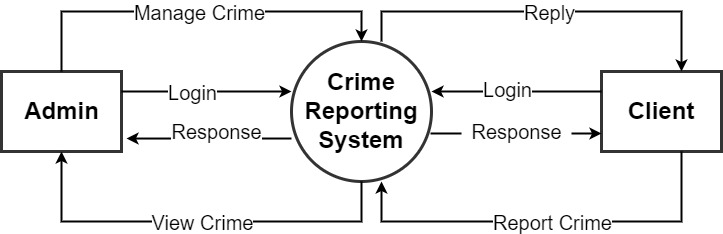 Manage Crime
Reply
Admin
Login
Response
Crime
Reporting
System
Login
Response
Client
View Crime
Report Crime